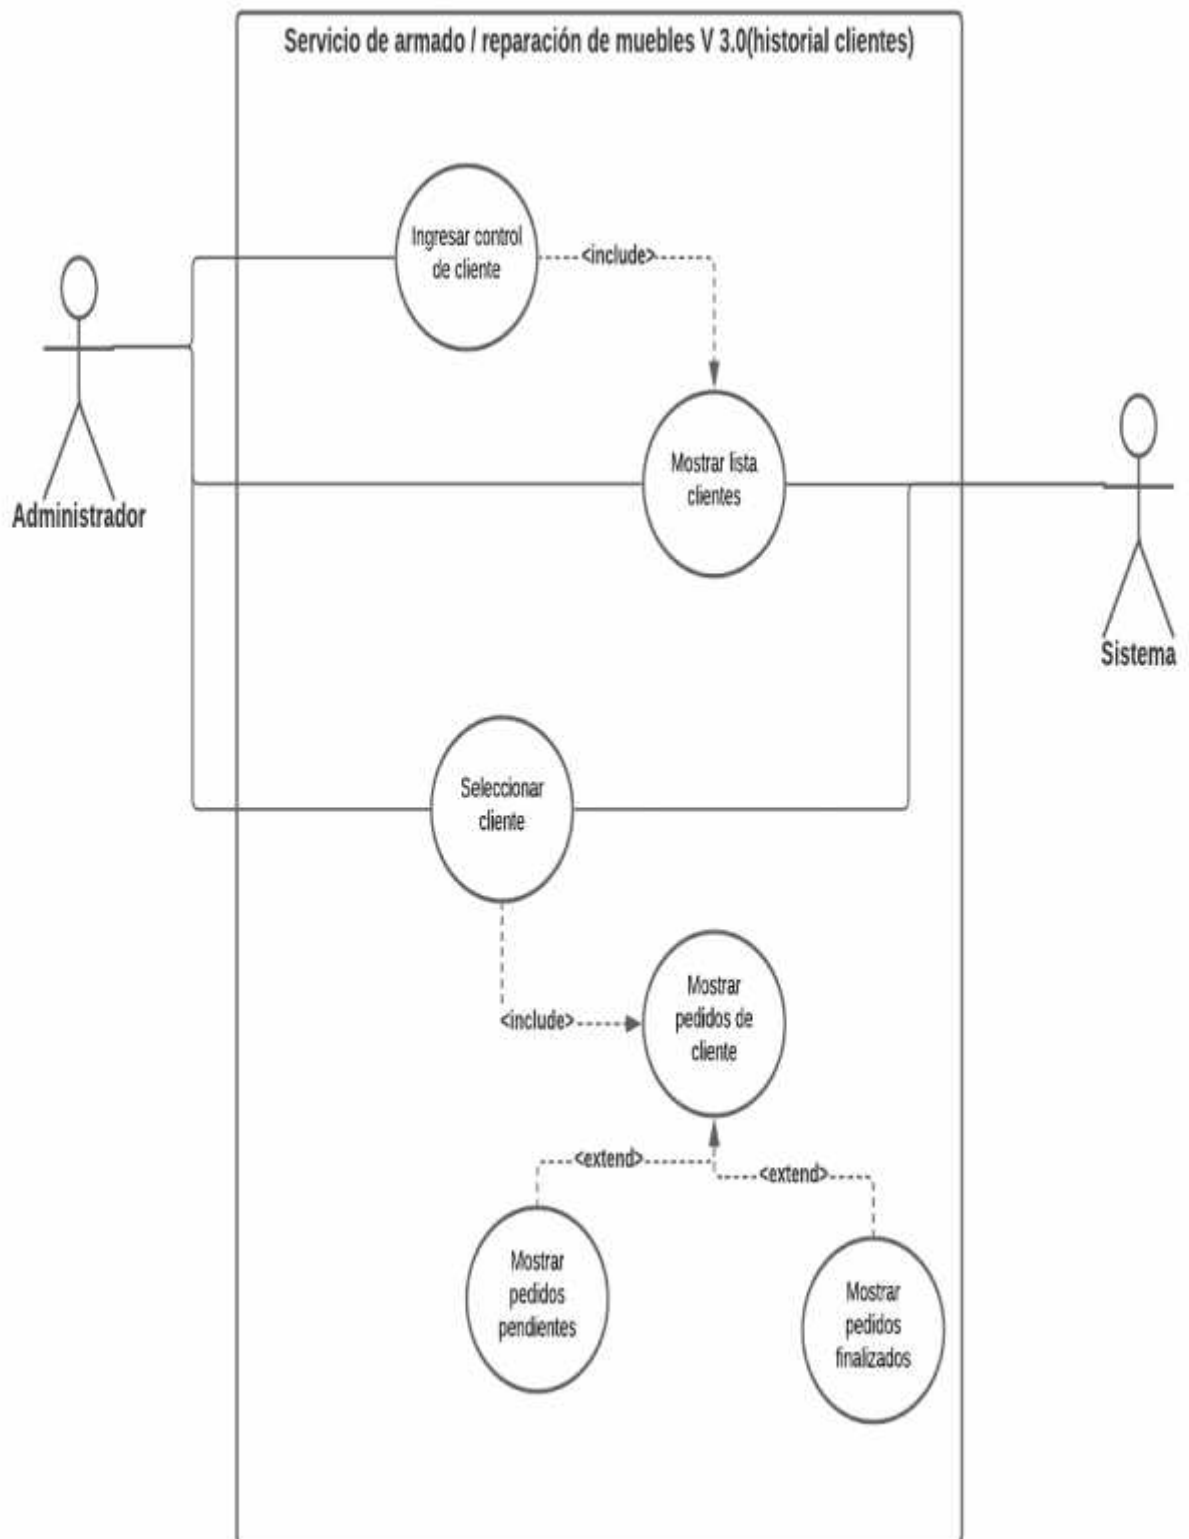 Servicio de armado / reparación de muebles V 3.0(historial clientes)
Ingresar control
de cliente
<include>
Mostrar lista
clientes
Administrador
Sistema
Seleccionar
cliente
<include>
Mostrar
pedidos de
cliente
<extend>
<extend>
Mostrar
pedidos
pendientes
Mostrar
pedidos
finalizados